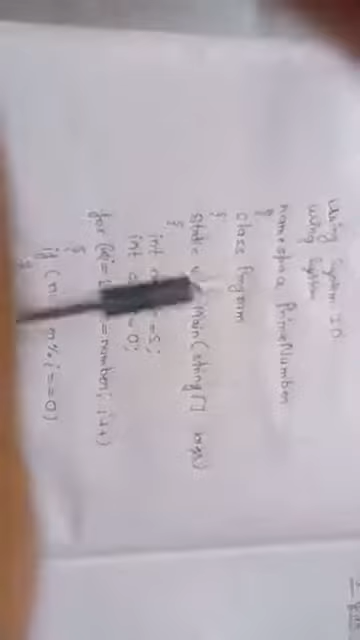 using System.IO
using System
namespace PrimeNumber
{
class Program
{
static Main(string[] args)
{
int =5;
int =0;
for (i=1 =number; i++)
{
if ( %i==0)